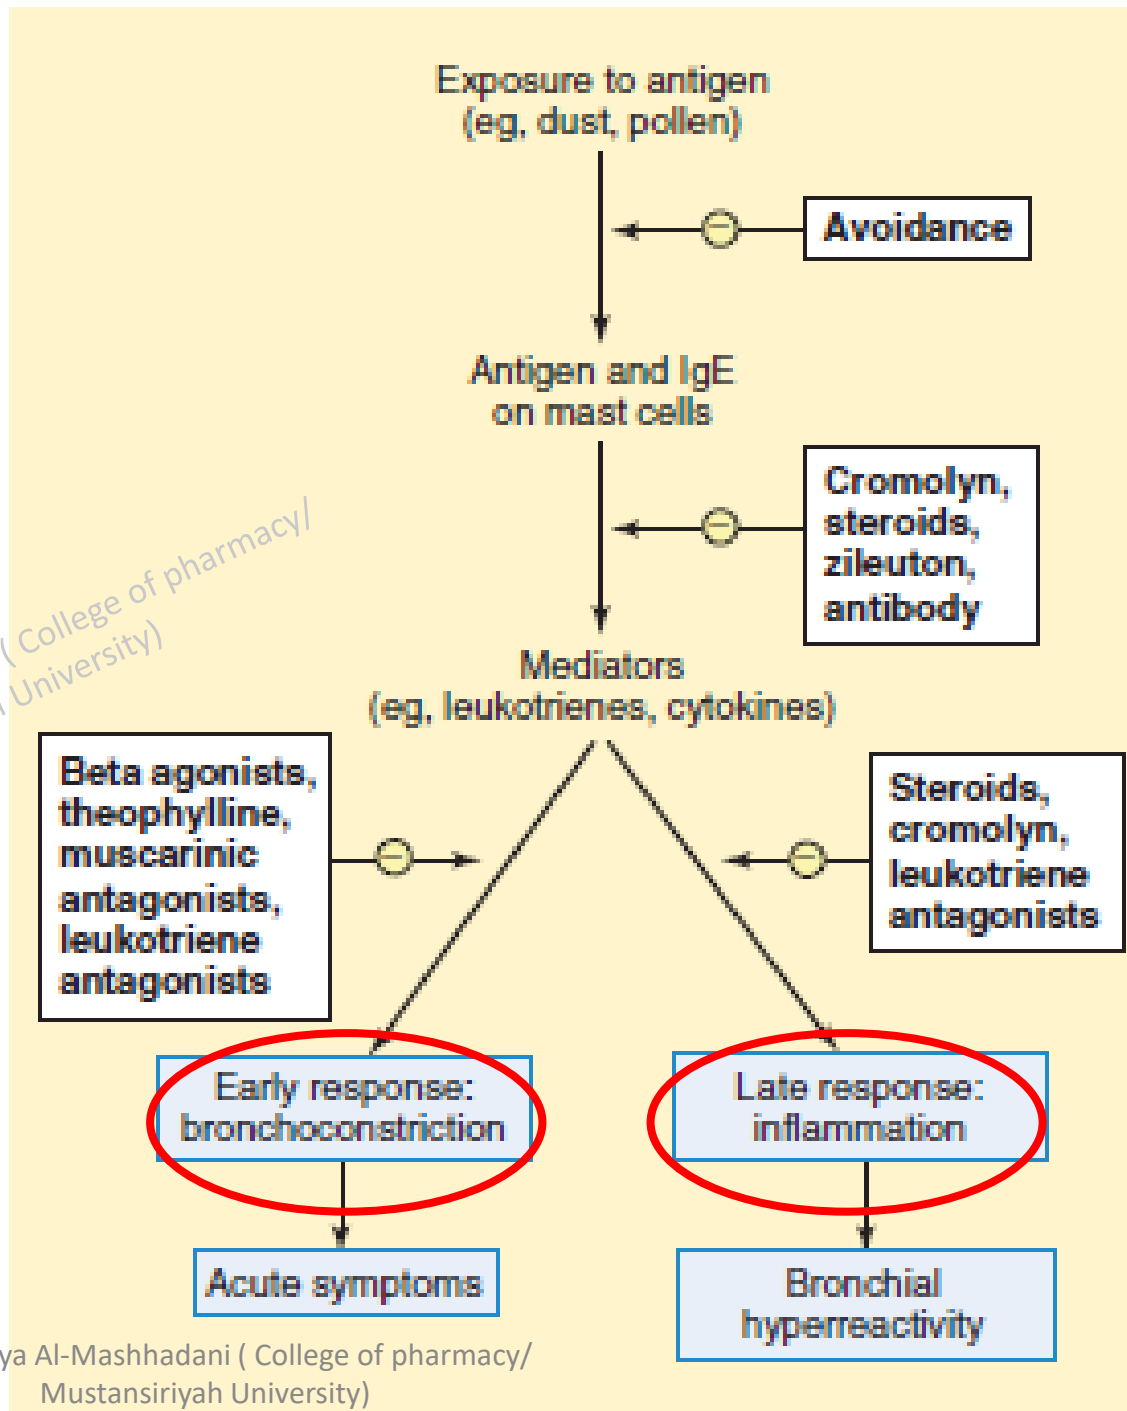 Exposure to antigen
(eg, dust, pollen)
Avoidance
Antigen and IgE
on mast cells
Cromolyn,
steroids,
zileuton,
antibody
( College of pharmacy/
University)
Mediators
(eg, leukotrienes, cytokines)
Beta agonists,
theophylline,
muscarinic
antagonists,
leukotriene
antagonists
Steroids,
cromolyn,
leukotriene
antagonists
Early response:
bronchoconstriction
Late response:
inflammation
Acute symptoms
Bronchial
hyperreactivity
ya Al-Mashhadani ( College of pharmacy/
Mustansiriyah University)